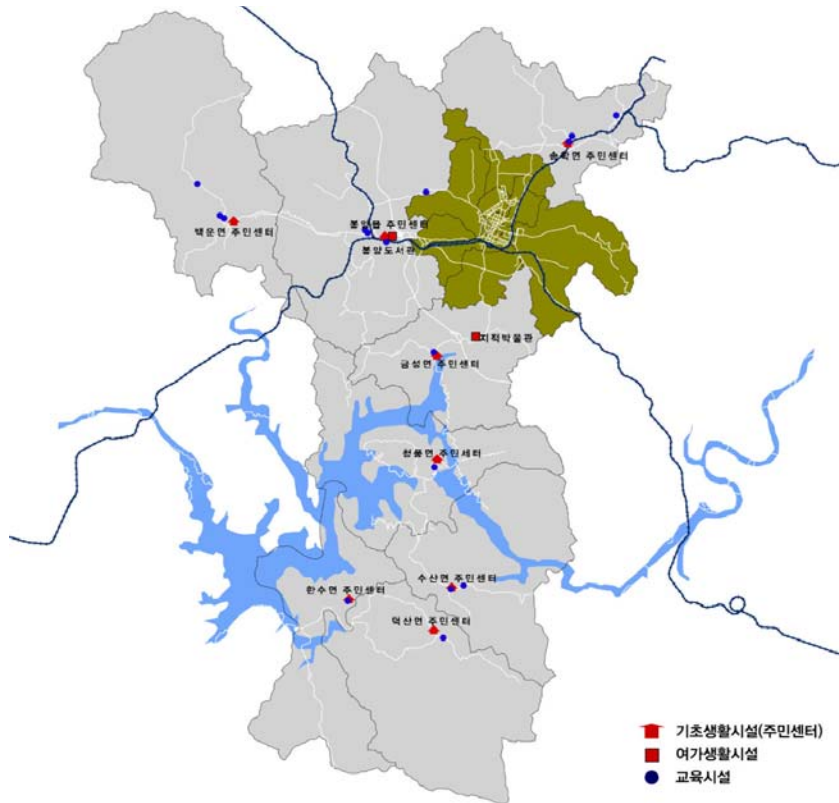 송학면 주민센터
백운면 주민센터
봉양읍 주민센터
봉양도서관
지적박물관
금성면 주민센터
청풍면 주민세터
수산면 주민센터
한수면 주민센터
덕산면 주민센터
기초생활시설(주민센터)
여가생활시설
교육시설